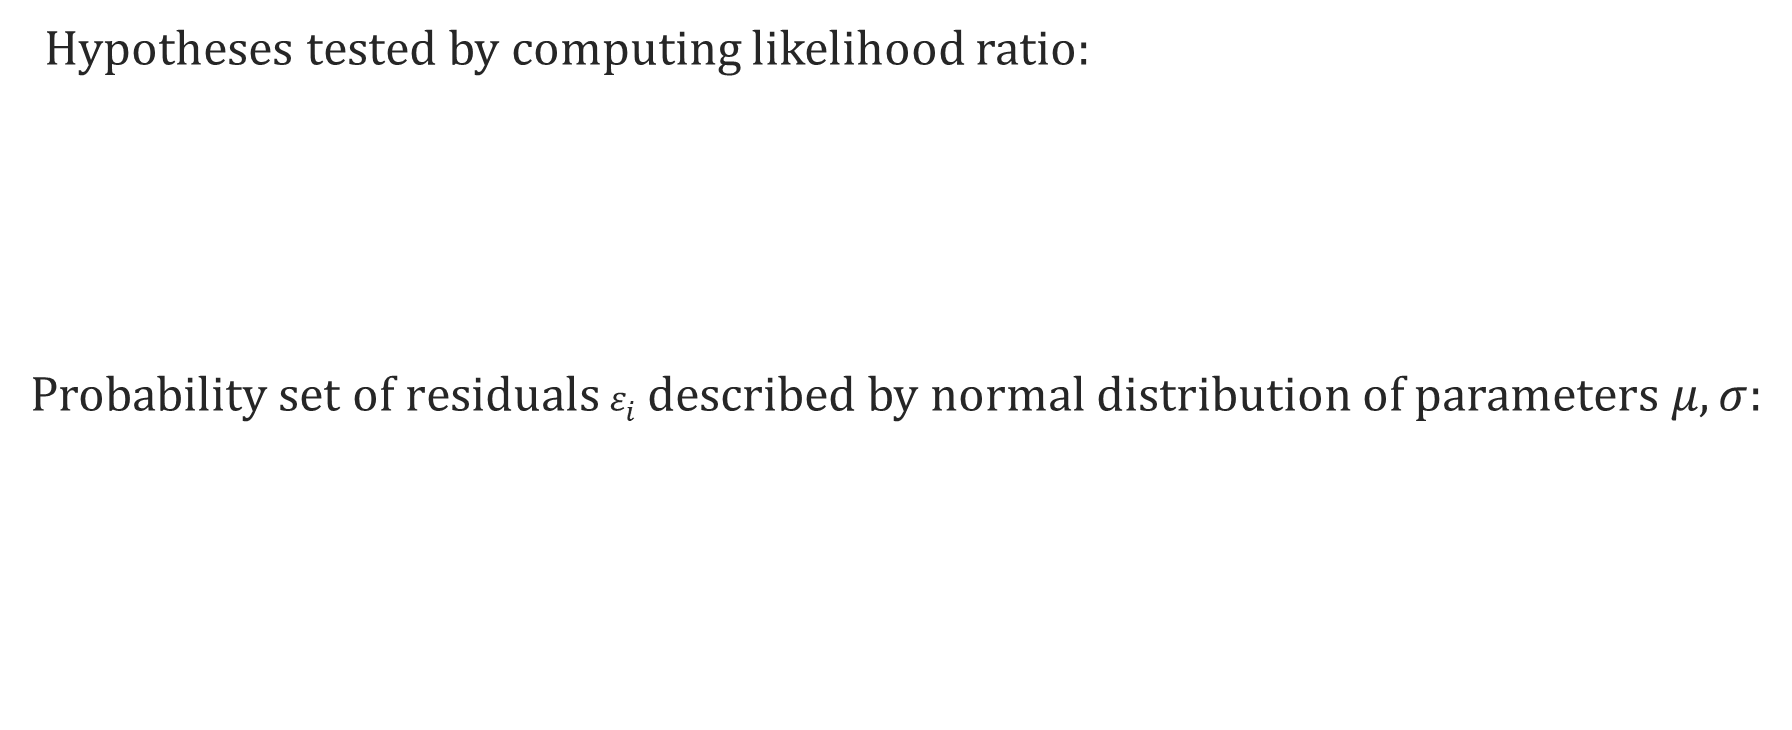 Hypotheses tested by computing likelihood ratio:
Probability set of residuals εᵢ described by normal distribution of parameters μ, σ: